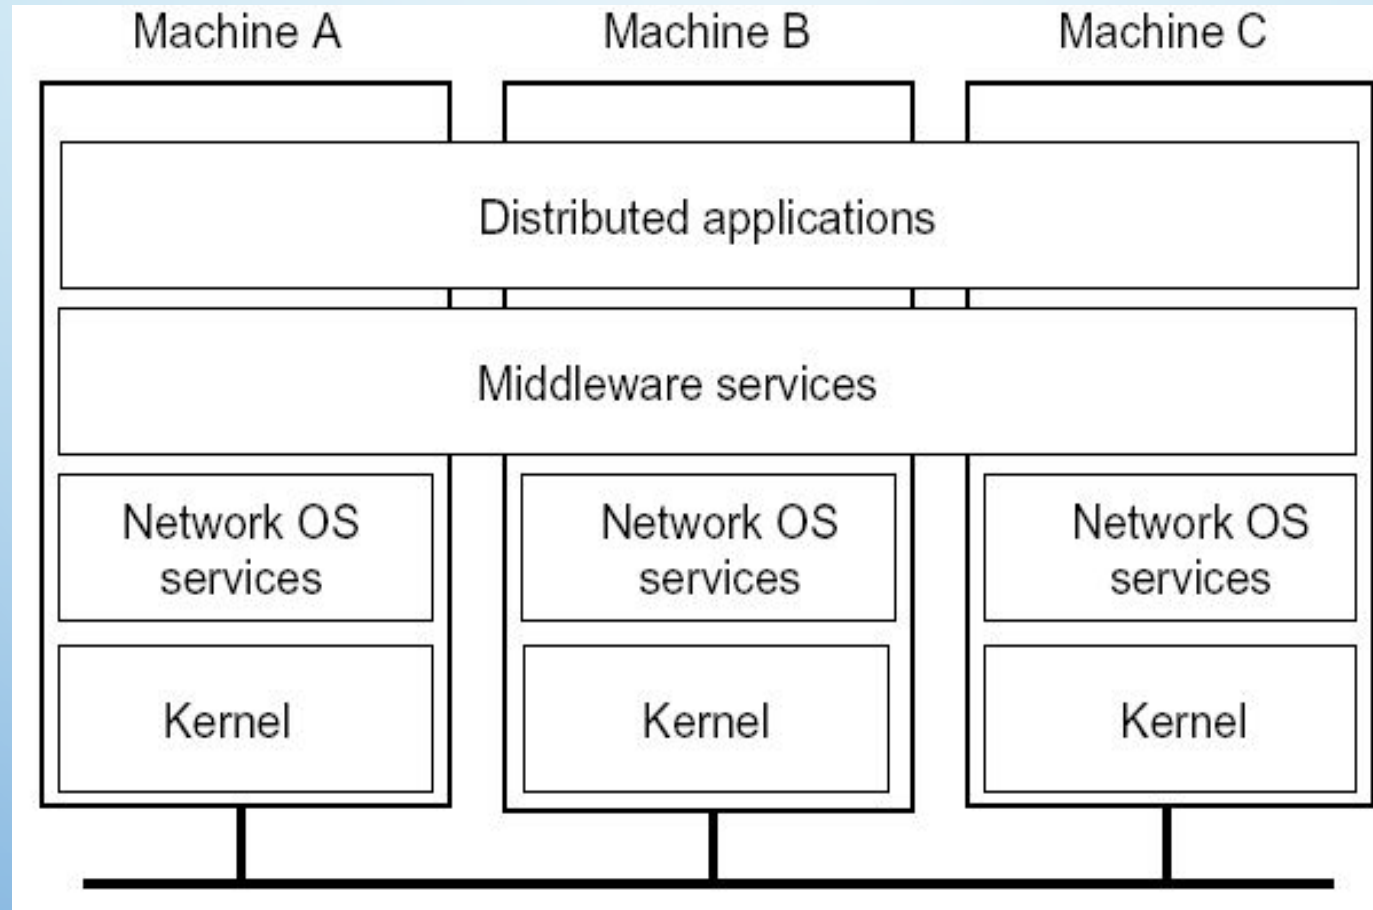 Machine A Machine B Machine C
Distributed applications
Middleware services
Network OS Network OS Network OS
services services services
Kernel Kernel Kernel